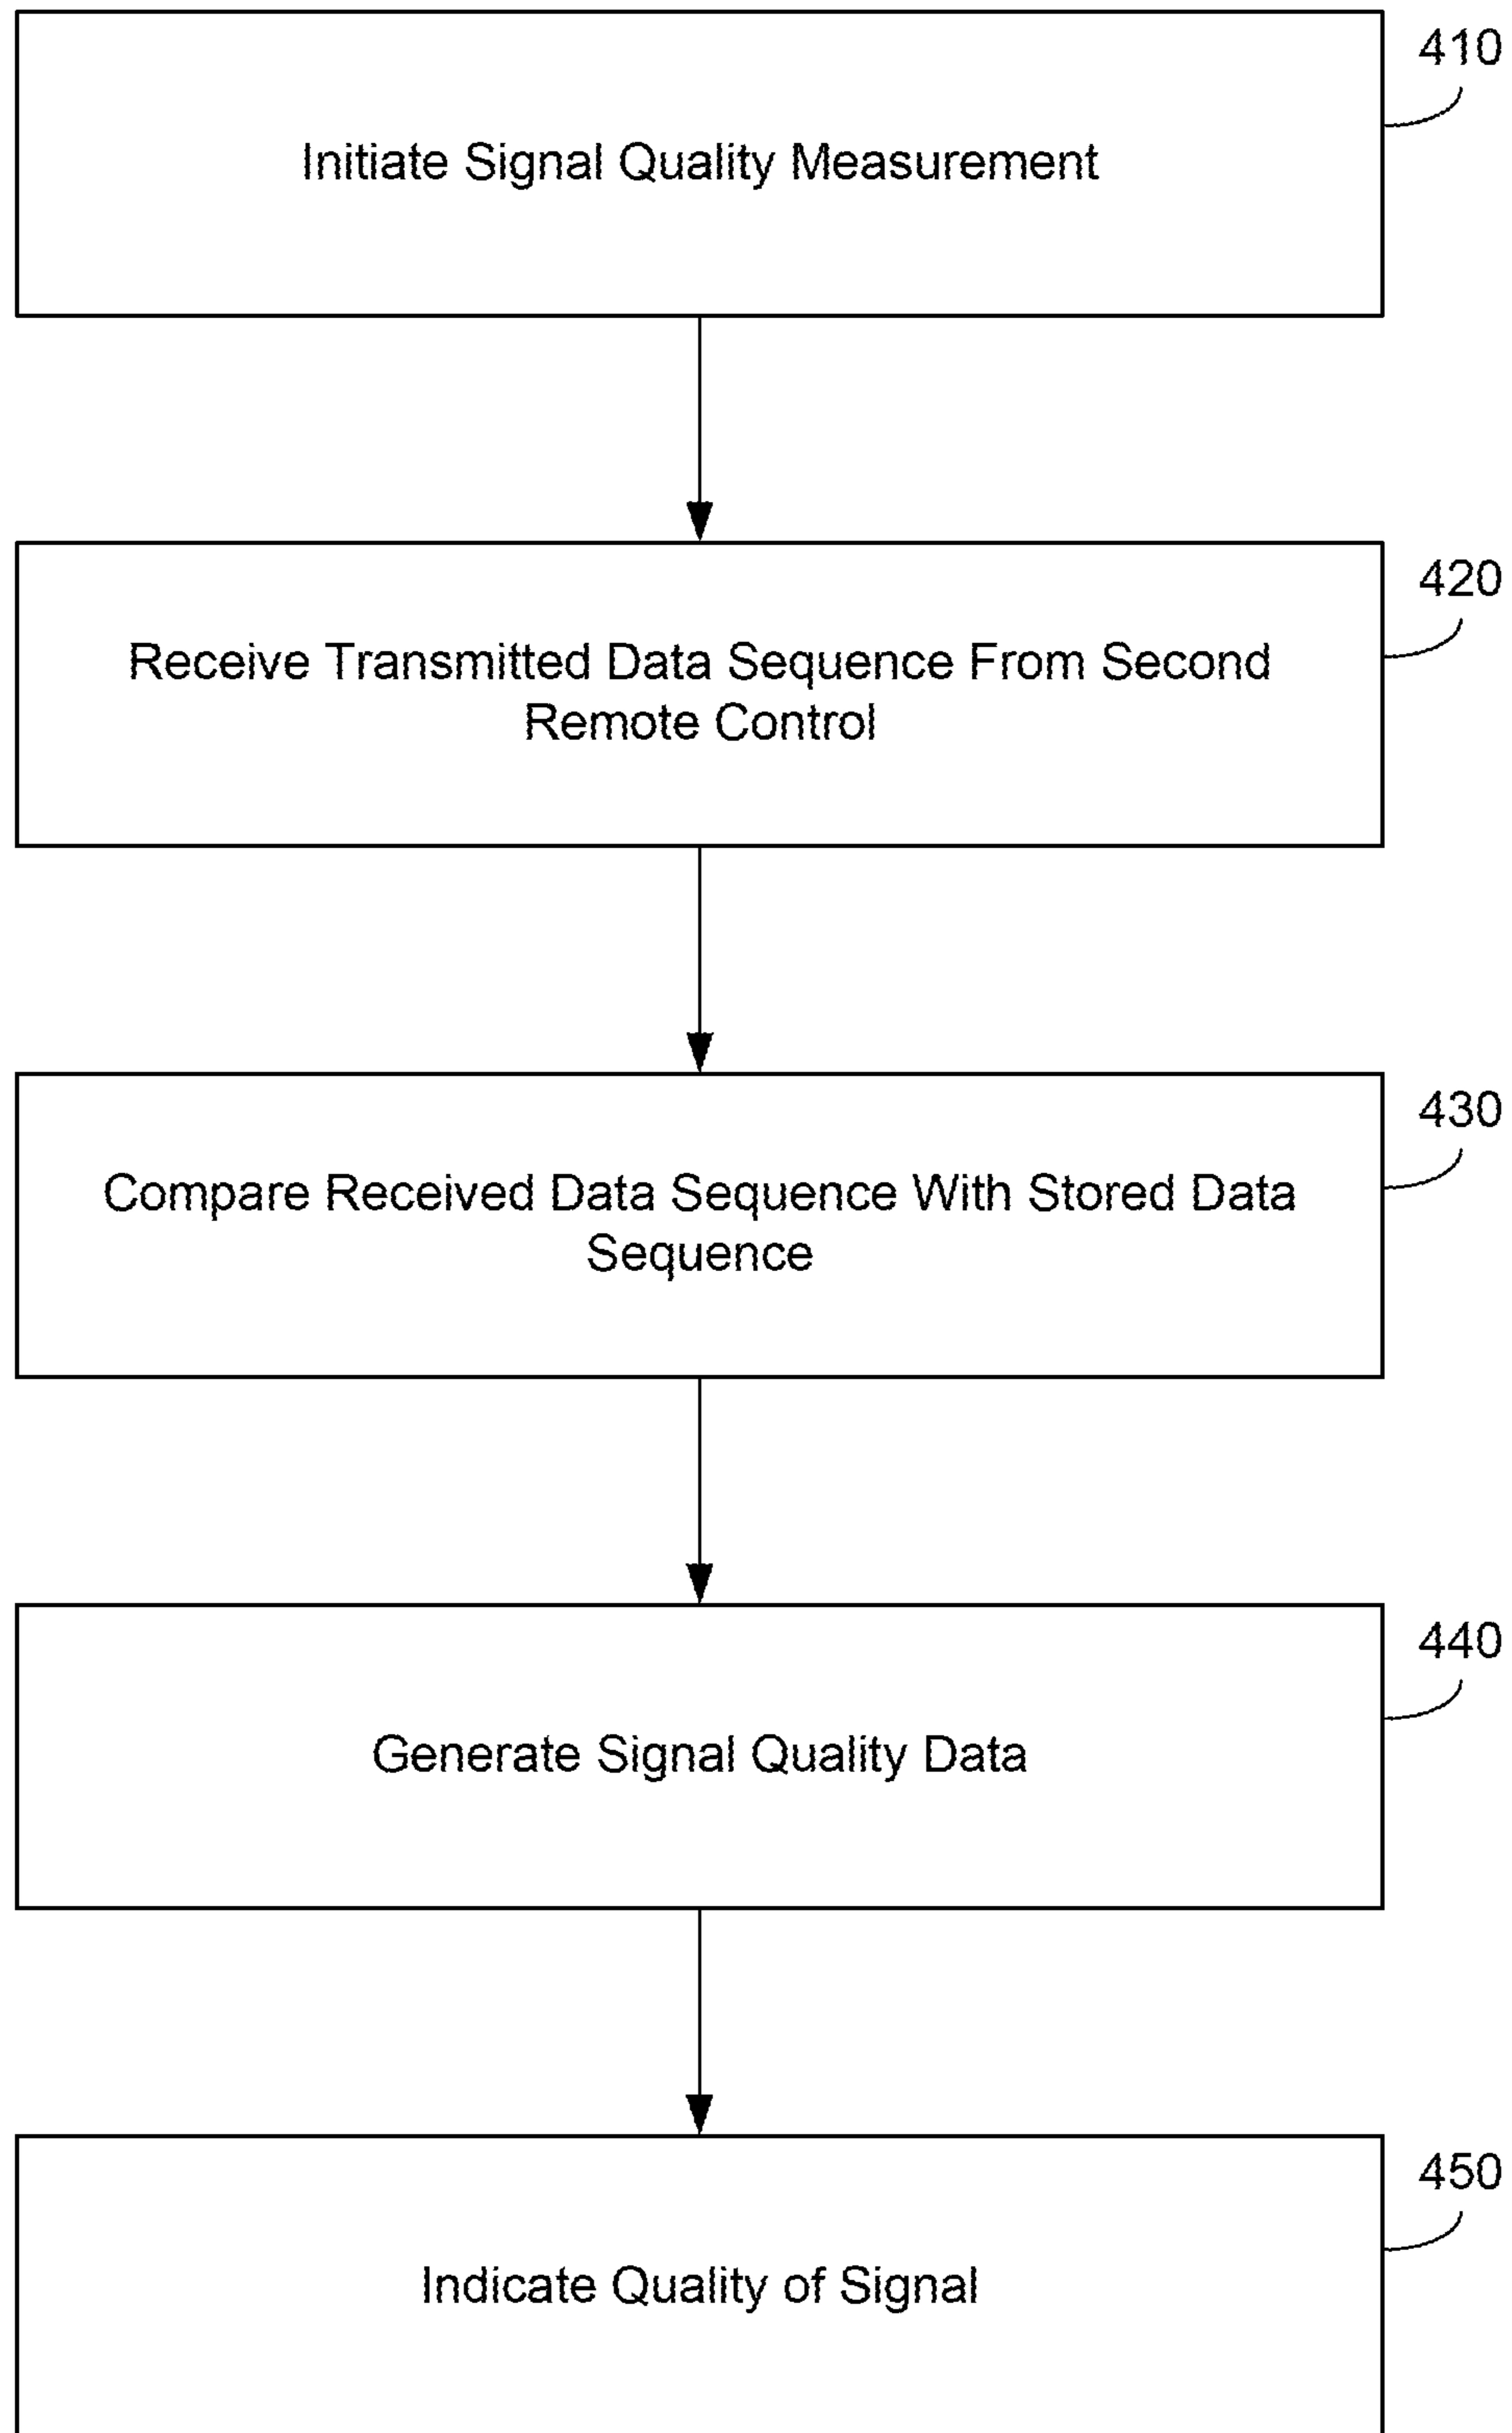 410
Initiate Signal Quality Measurement
420
Receive Transmitted Data Sequence From Second
Remote Control
430
Compare Received Data Sequence With Stored Data
Sequence
440
Generate Signal Quality Data
450
Indicate Quality of Signal